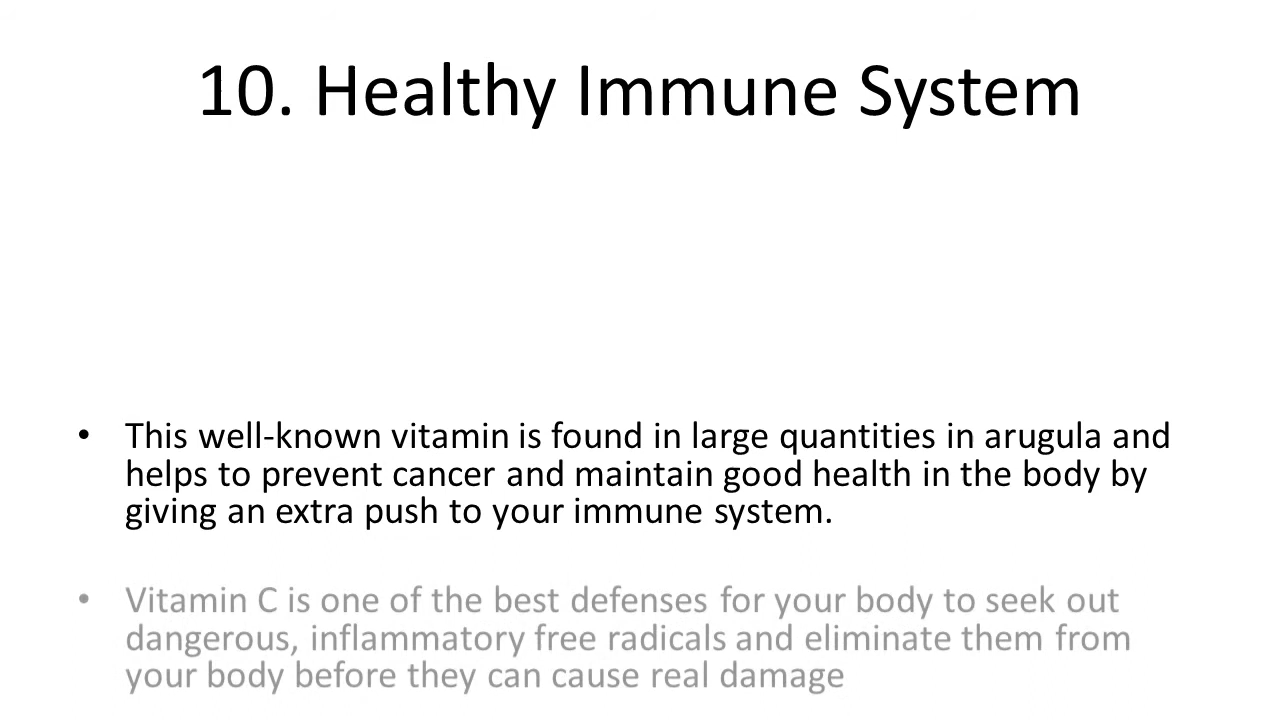 10. Healthy Immune System
• This well-known vitamin is found in large quantities in arugula and
helps to prevent cancer and maintain good health in the body by
giving an extra push to your immune system.
• Vitamin C is one of the best defenses for your body to seek out
dangerous, inflammatory free radicals and eliminate them from
your body before they can cause real damage